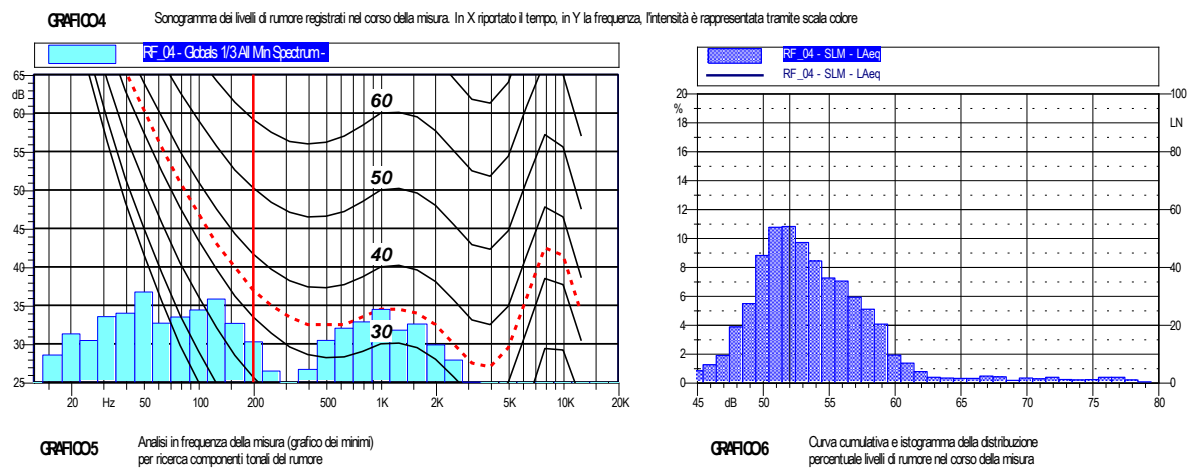 GRAFICO 4 Sonogramma dei livelli di rumore registrati nel corso della misura. In X riportato il tempo, in Y la frequenza, l'intensità è rappresentata tramite scala colore
RF_04 - Globals 1/3 All Min Spectrum -
65
dB
60
55
50
45
40
35
30
25
60
50
40
30
20 Hz 50 100 200 500 1K 2K 5K 10K 20K
GRAFICO 5 Analisi in frequenza della misura (grafico dei minimi)
per ricerca componenti tonali del rumore
RF_04 - SLM - LAeq
RF_04 - SLM - LAeq
20
%
18
16
14
12
10
8
6
4
2
0
100
LN
80
60
40
20
0
45 dB 50 55 60 65 70 75 80
GRAFICO 6 Curva cumulativa e istogramma della distribuzione
percentuale livelli di rumore nel corso della misura